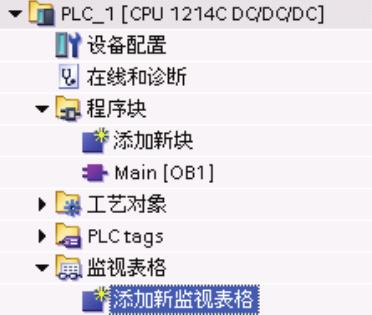 PLC_1 [CPU 1214C DC/DC/DC]
设备配置
在线和诊断
程序块
添加新块
Main [OB1]
工艺对象
PLC tags
监视表格
添加新监视表格